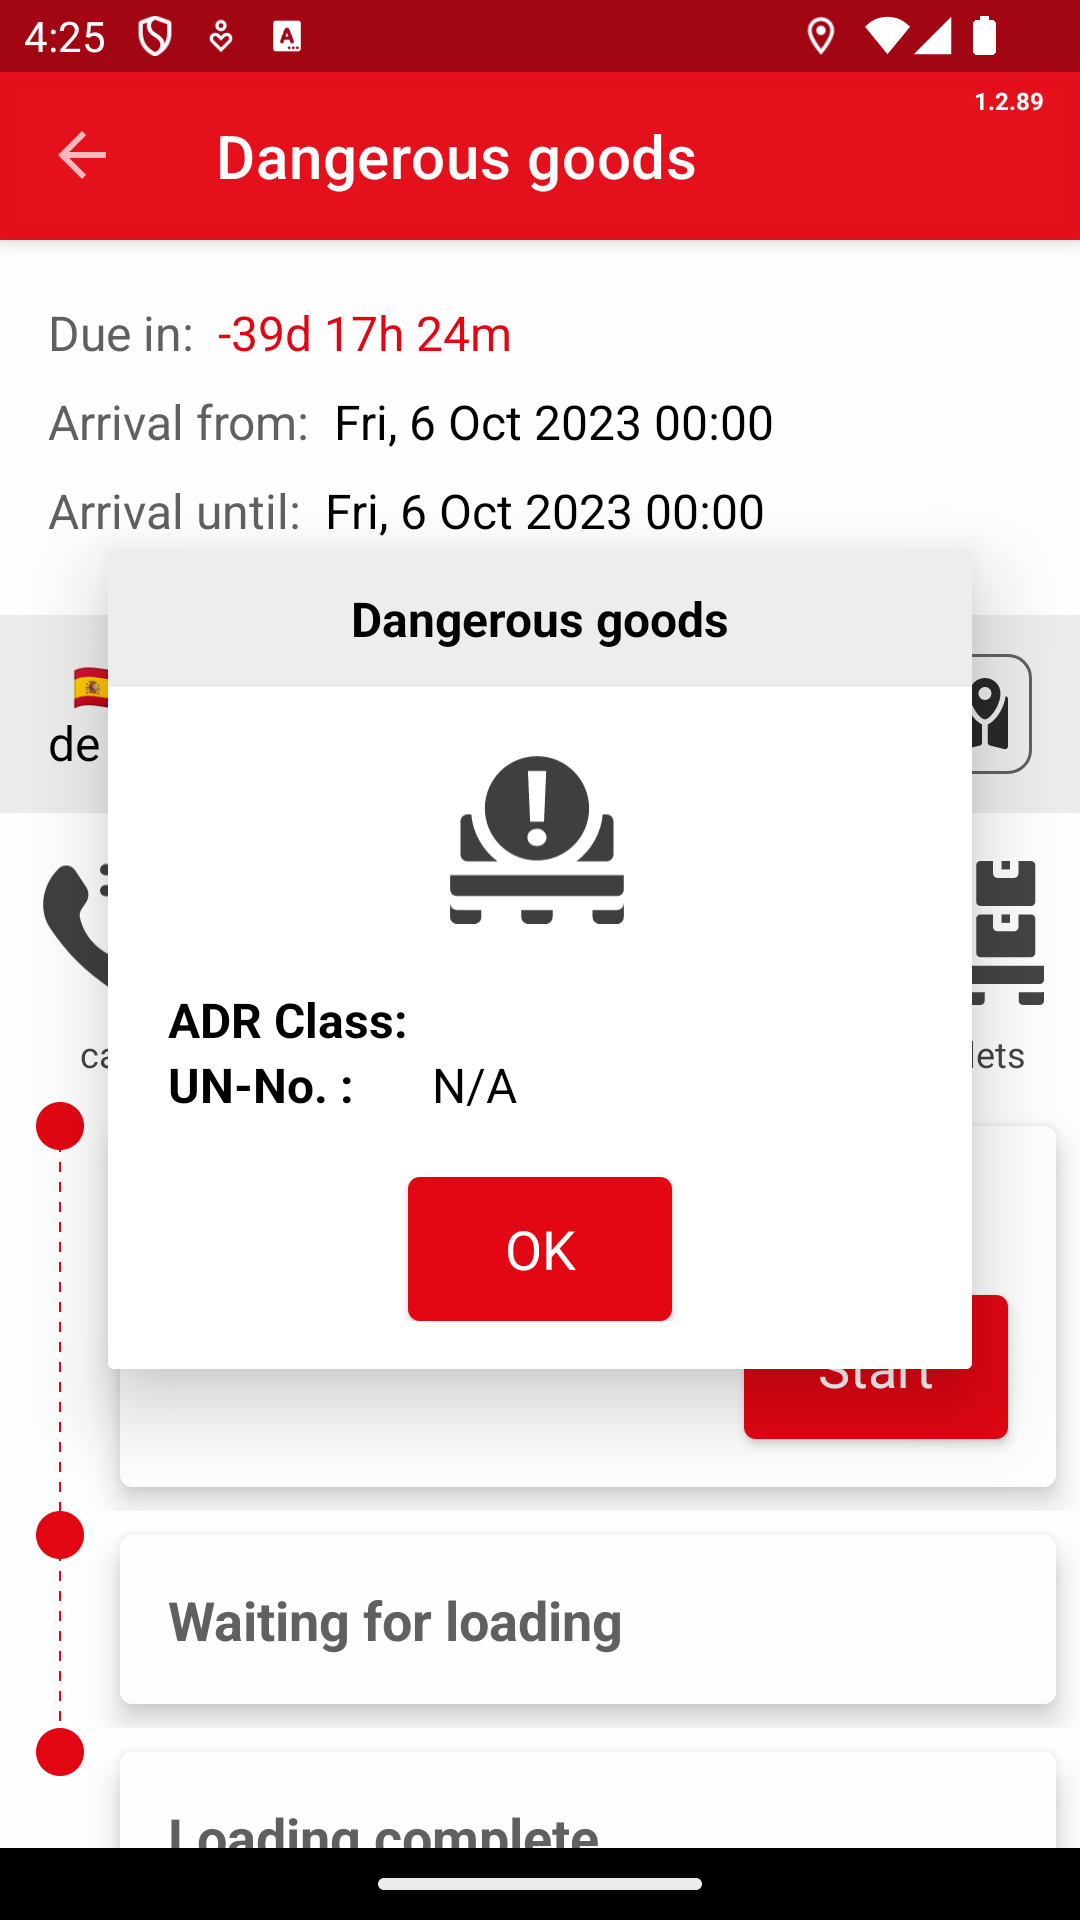 4:25
A
1.2.89
Dangerous goods
Due in: -39d 17h 24m
Arrival from: Fri, 6 Oct 2023 00:00
Arrival until: Fri, 6 Oct 2023 00:00
Dangerous goods
de
ADR Class:
UN-No. : N/A
OK
Start
Waiting for loading
Loading complete